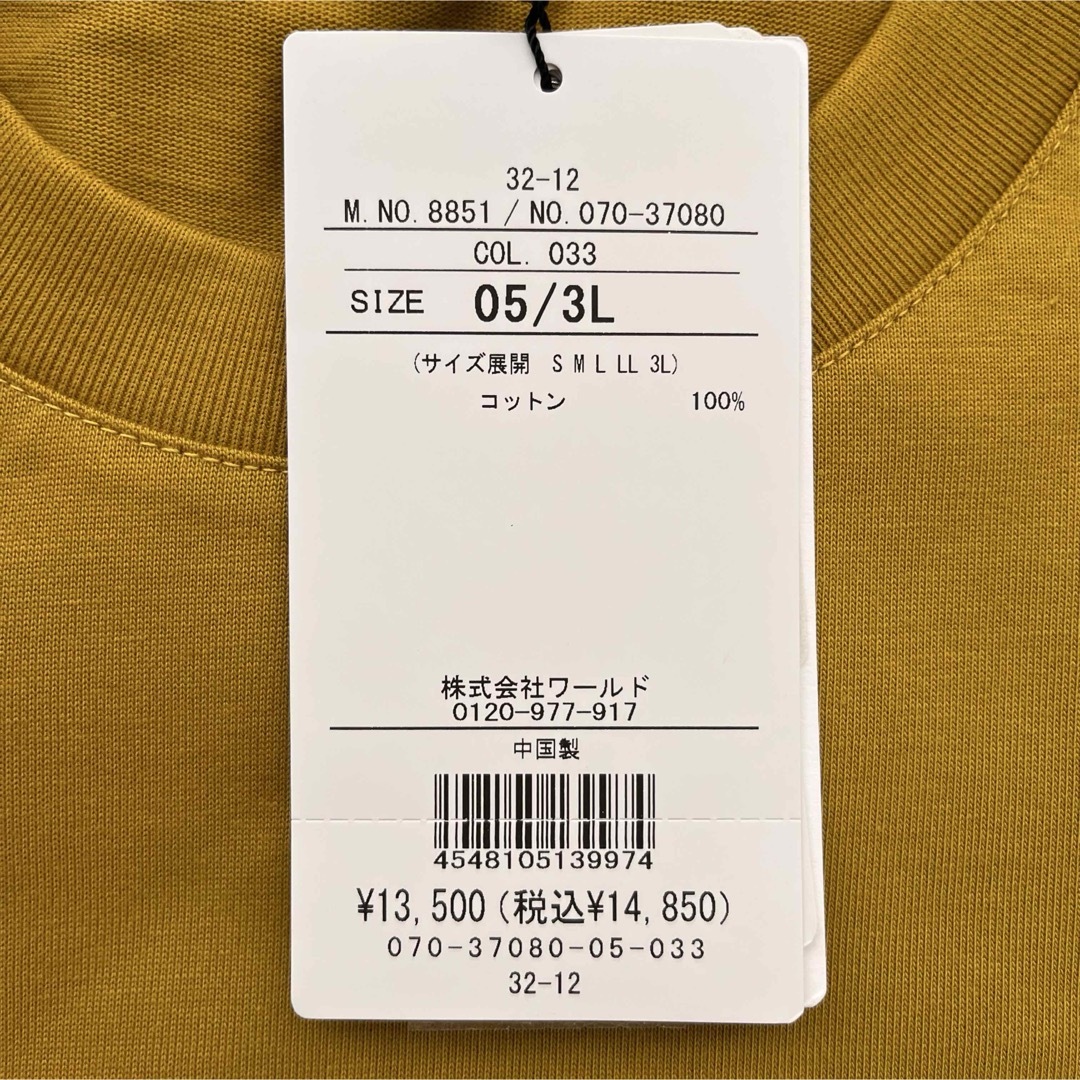 32-12
M.NO.8851 / NO.070-37080
COL. 033
SIZE 05/3L
(サイズ展開 S M L LL 3L)
コットン 100%
株式会社ワールド
0120-977-917
中国製
4548105139974
¥13,500(税込¥14,850)
070-37080-05-033
32-12